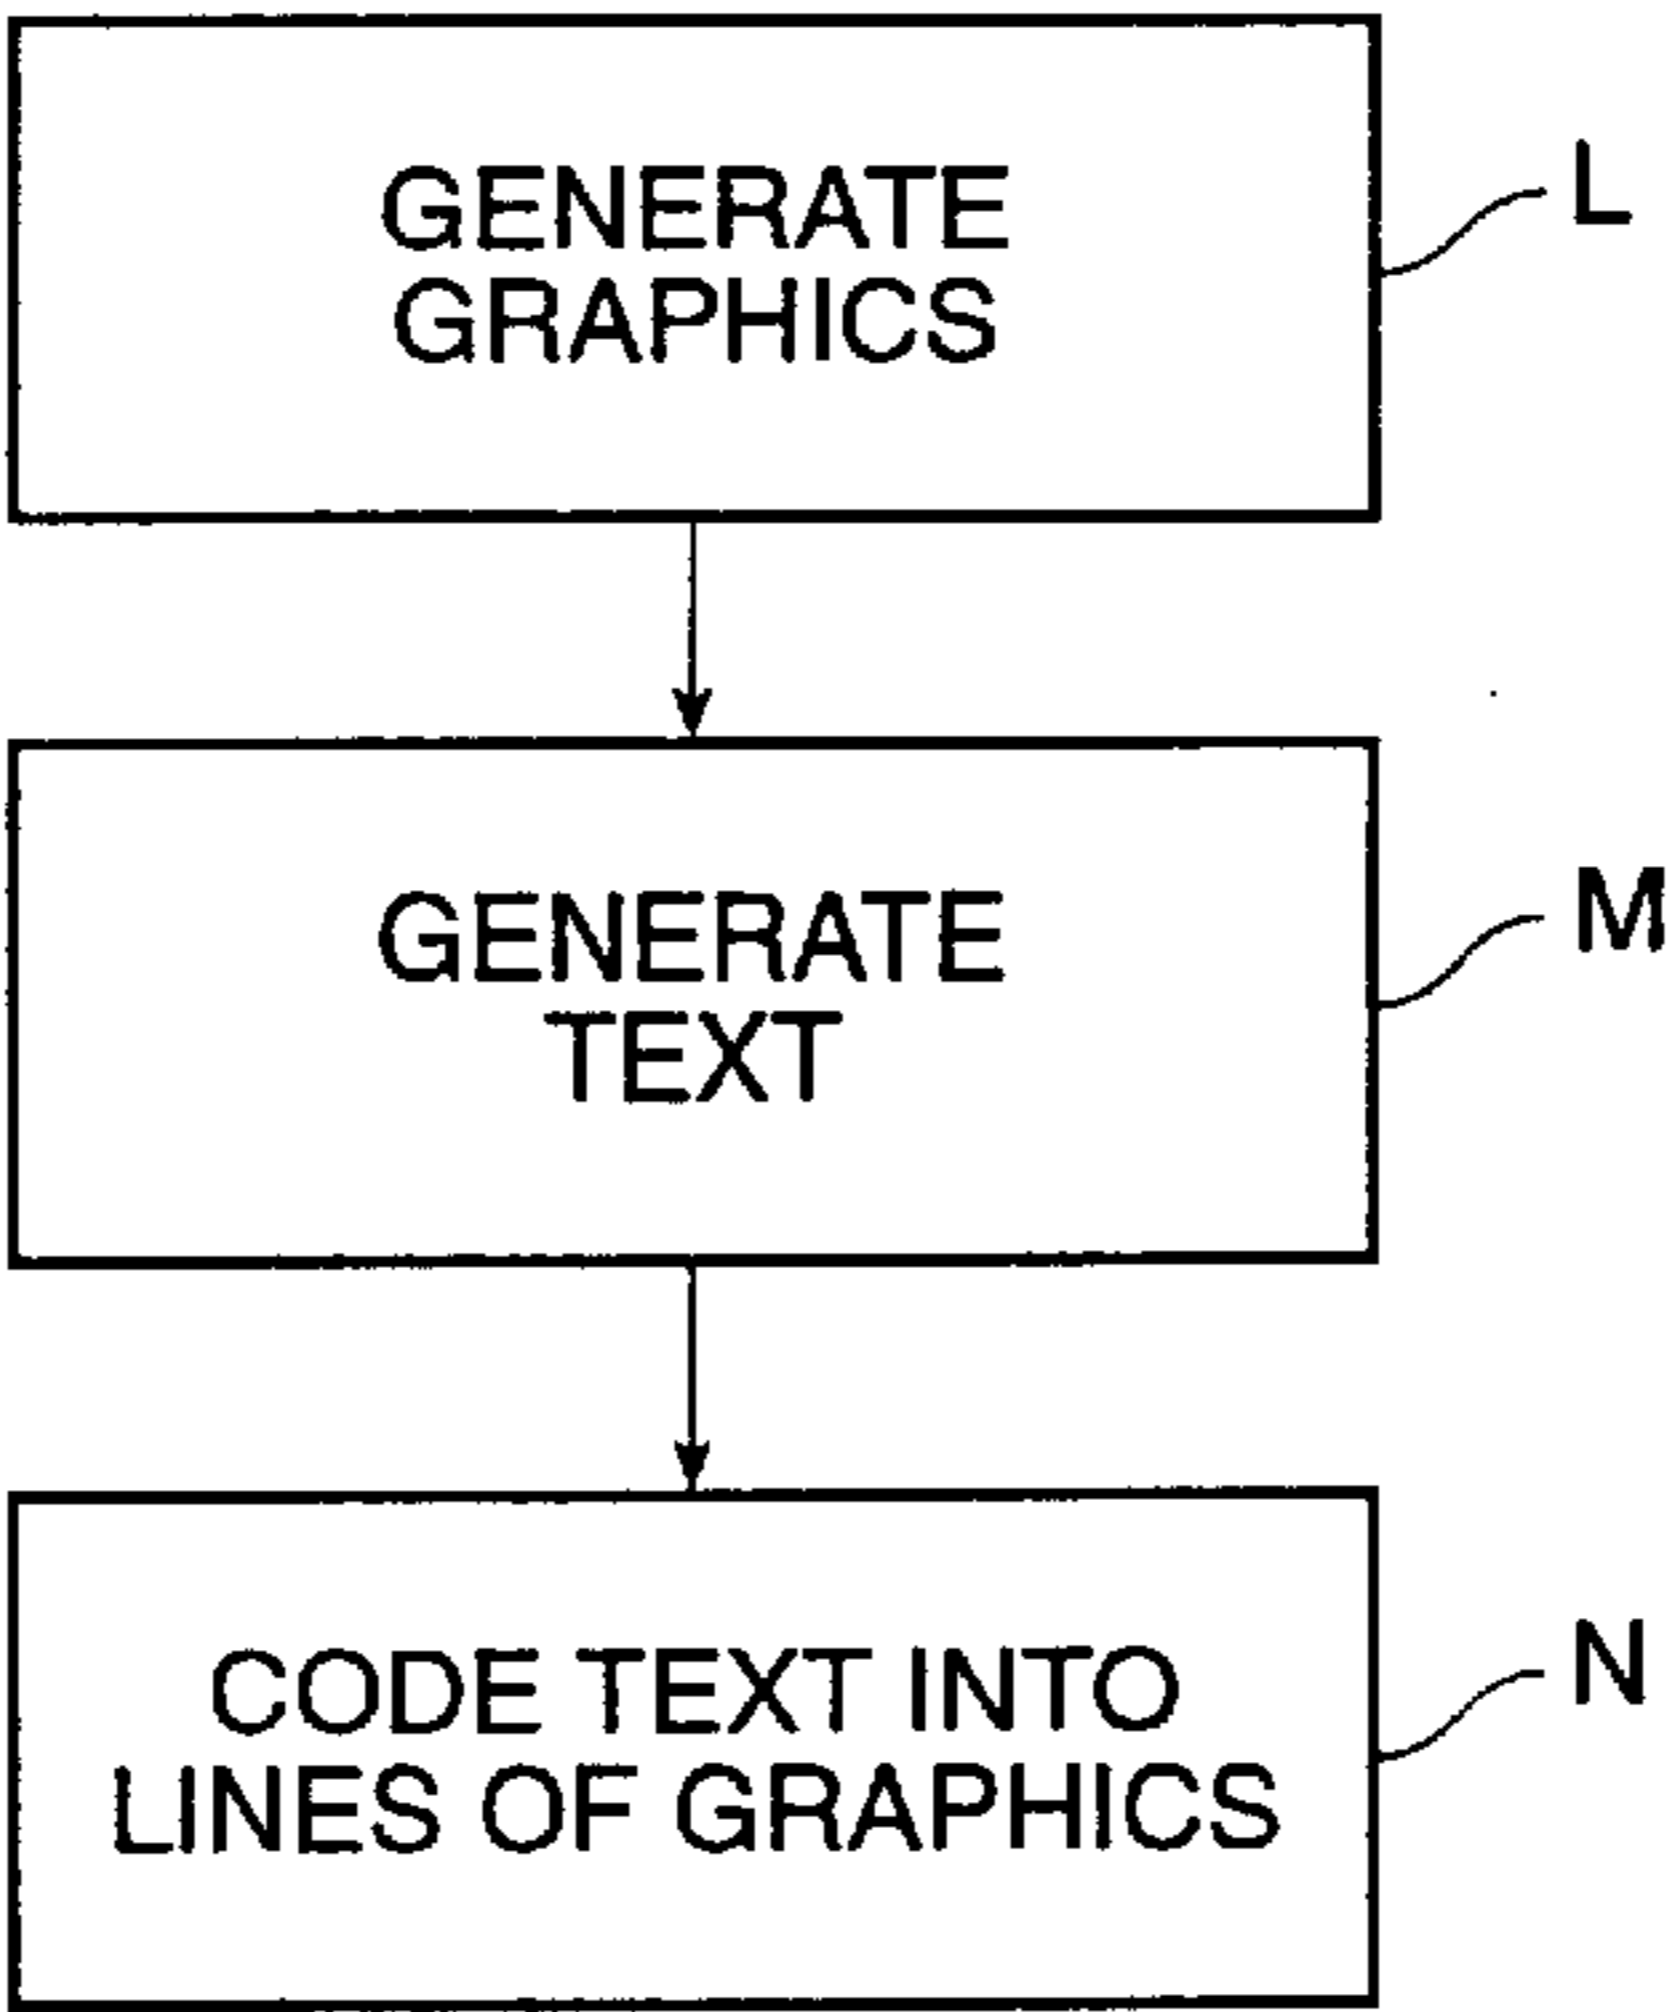 GENERATE
GRAPHICS
L
GENERATE
TEXT
M
CODE TEXT INTO
LINES OF GRAPHICS
N